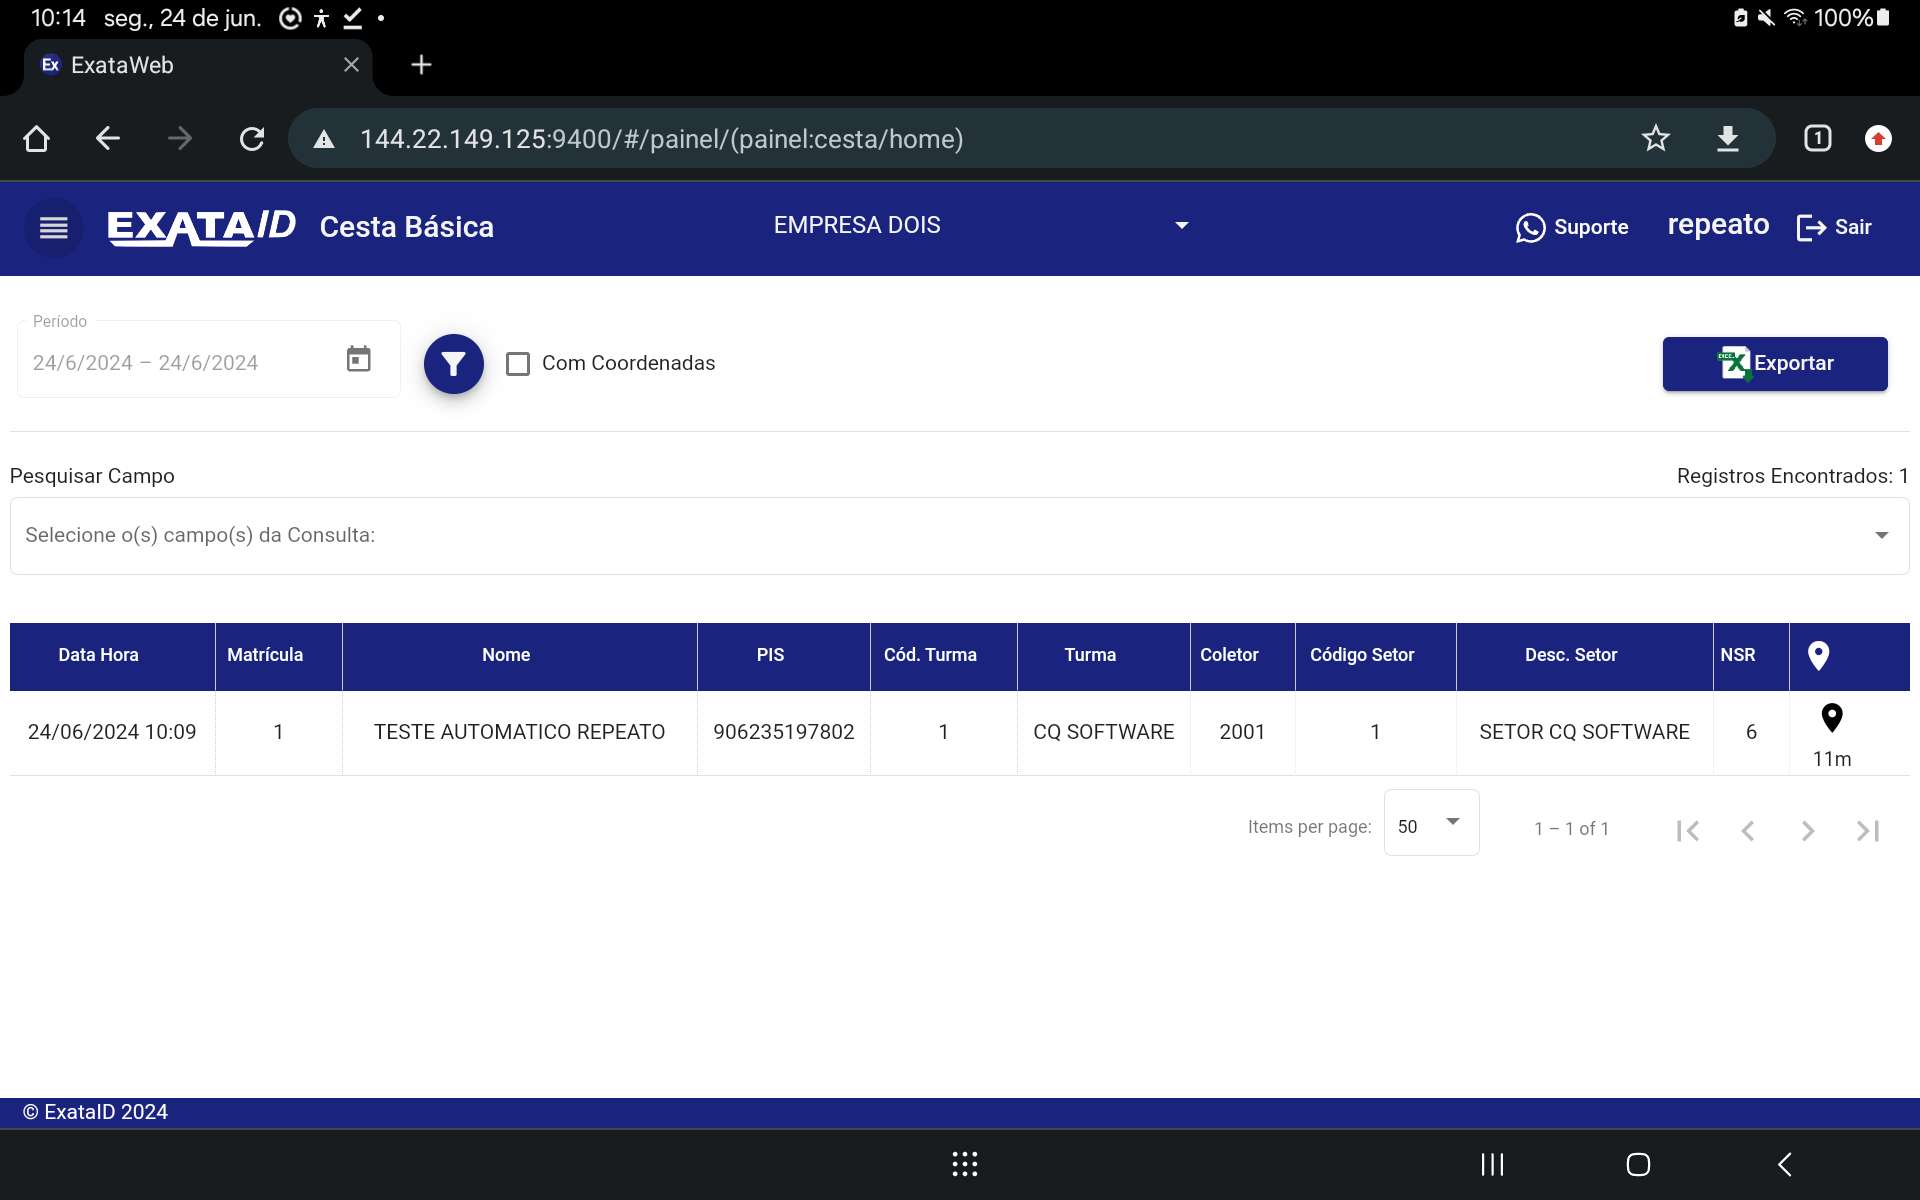 10:14 seg., 24 de jun. 100%
Ex ExataWeb
144.22.149.125:9400/#/painel/(painel:cesta/home) 1
EXATAID Cesta Básica EMPRESA DOIS Suporte repeato Sair
Período
24/6/2024 – 24/6/2024 Com Coordenadas Exportar
Pesquisar Campo Registros Encontrados: 1
Selecione o(s) campo(s) da Consulta:
Data Hora Matrícula Nome PIS Cód. Turma Turma Coletor Código Setor Desc. Setor NSR
24/06/2024 10:09 1 TESTE AUTOMATICO REPEATO 906235197802 1 CQ SOFTWARE 2001 1 SETOR CQ SOFTWARE 6
11m
Items per page: 50 1 – 1 of 1
© ExataID 2024